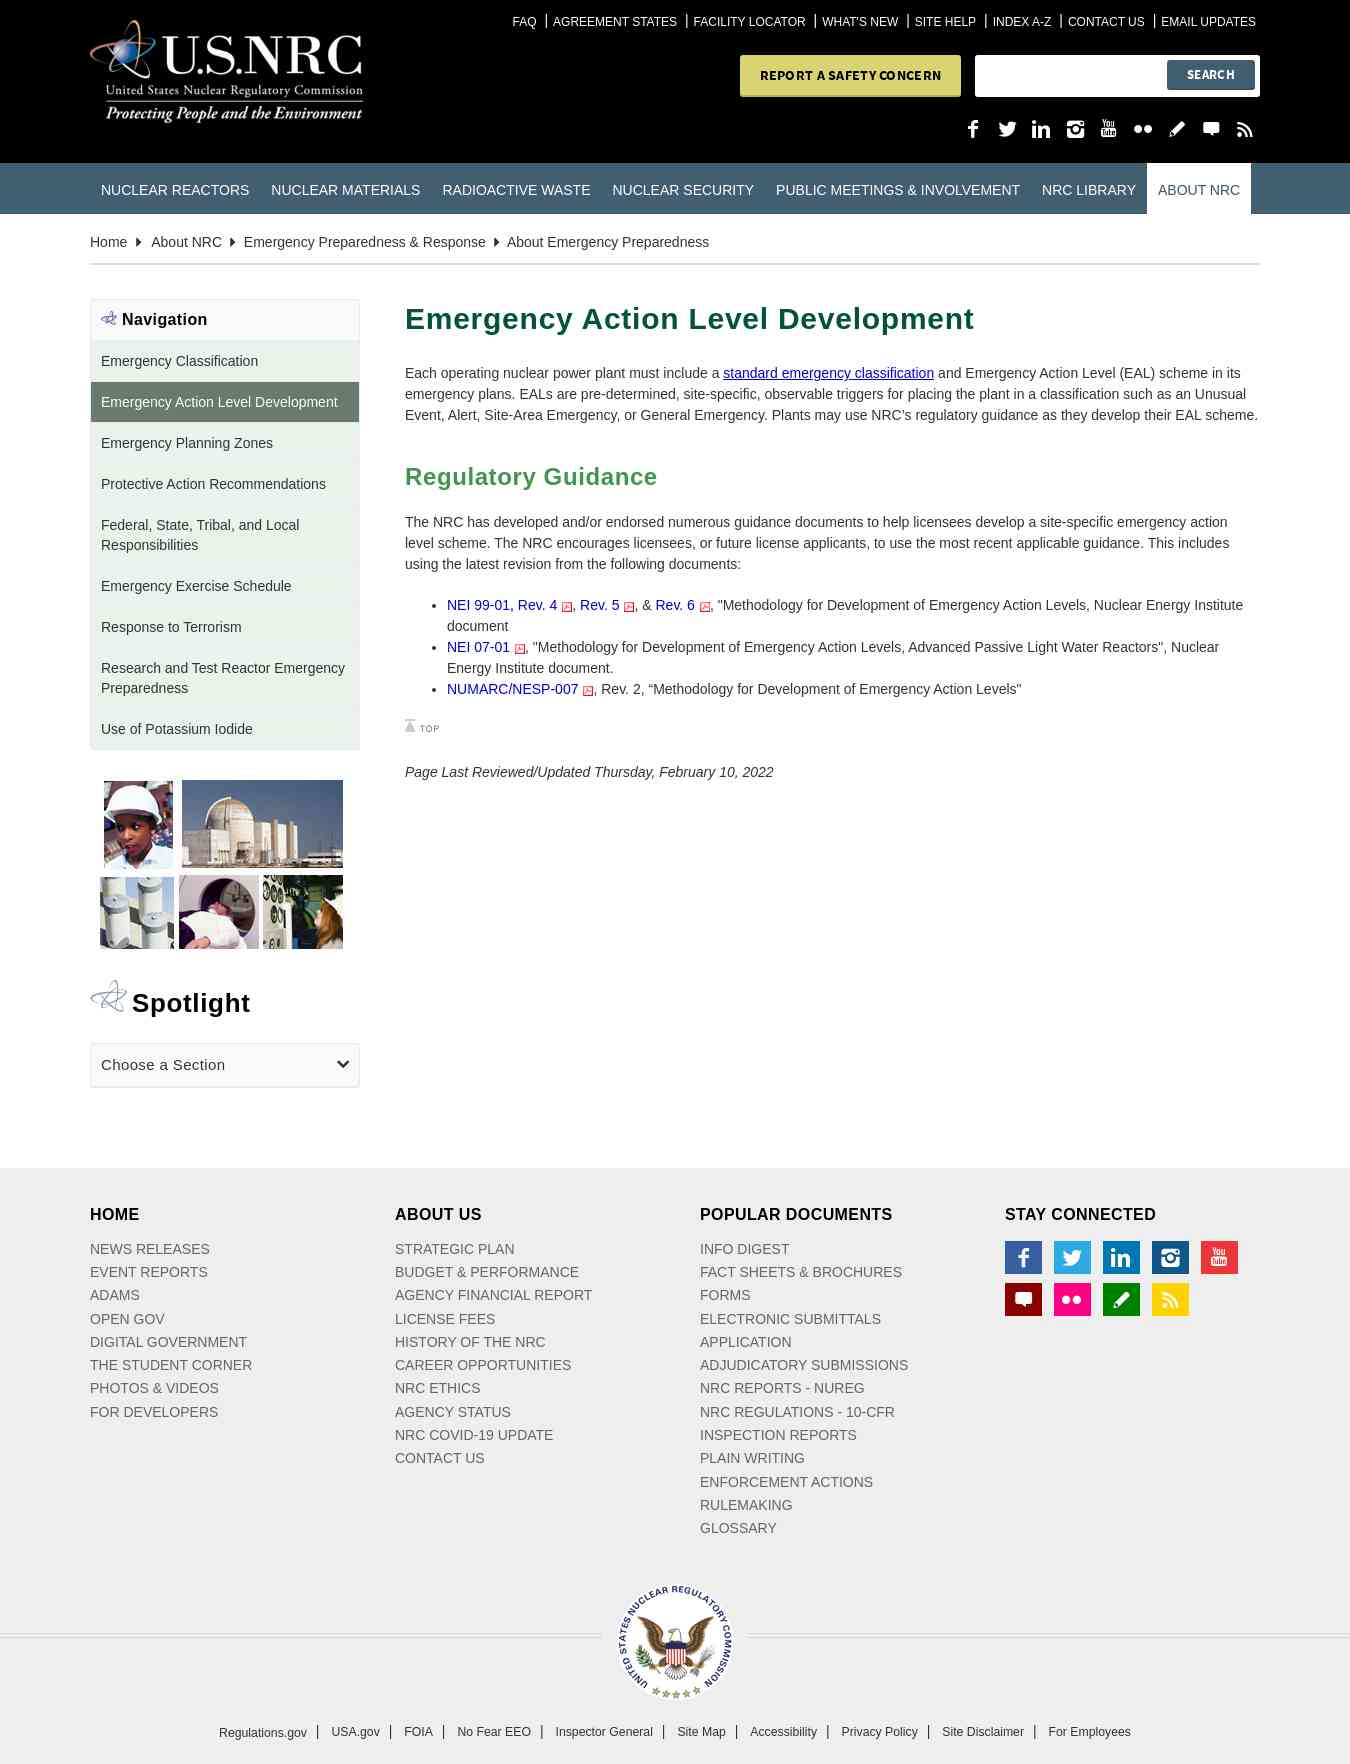 FAQ | AGREEMENT STATES | FACILITY LOCATOR | WHAT'S NEW | SITE HELP | INDEX A-Z | CONTACT US | EMAIL UPDATES
U.S.NRC
United States Nuclear Regulatory Commission
Protecting People and the Environment
REPORT A SAFETY CONCERN
SEARCH
You Tube
NUCLEAR REACTORS NUCLEAR MATERIALS RADIOACTIVE WASTE NUCLEAR SECURITY PUBLIC MEETINGS & INVOLVEMENT NRC LIBRARY ABOUT NRC
Home About NRC Emergency Preparedness & Response About Emergency Preparedness
Navigation
Emergency Classification
Emergency Action Level Development
Emergency Planning Zones
Protective Action Recommendations
Federal, State, Tribal, and Local
Responsibilities
Emergency Exercise Schedule
Response to Terrorism
Research and Test Reactor Emergency
Preparedness
Use of Potassium Iodide
Spotlight
Choose a Section
Emergency Action Level Development
Each operating nuclear power plant must include a standard emergency classification and Emergency Action Level (EAL) scheme in its
emergency plans. EALs are pre-determined, site-specific, observable triggers for placing the plant in a classification such as an Unusual
Event, Alert, Site-Area Emergency, or General Emergency. Plants may use NRC’s regulatory guidance as they develop their EAL scheme.
Regulatory Guidance
The NRC has developed and/or endorsed numerous guidance documents to help licensees develop a site-specific emergency action
level scheme. The NRC encourages licensees, or future license applicants, to use the most recent applicable guidance. This includes
using the latest revision from the following documents:
• NEI 99-01, Rev. 4 , Rev. 5 , & Rev. 6 , "Methodology for Development of Emergency Action Levels, Nuclear Energy Institute
document
• NEI 07-01 , "Methodology for Development of Emergency Action Levels, Advanced Passive Light Water Reactors", Nuclear
Energy Institute document.
• NUMARC/NESP-007 , Rev. 2, “Methodology for Development of Emergency Action Levels"
TOP
Page Last Reviewed/Updated Thursday, February 10, 2022
HOME
NEWS RELEASES
EVENT REPORTS
ADAMS
OPEN GOV
DIGITAL GOVERNMENT
THE STUDENT CORNER
PHOTOS & VIDEOS
FOR DEVELOPERS
ABOUT US
STRATEGIC PLAN
BUDGET & PERFORMANCE
AGENCY FINANCIAL REPORT
LICENSE FEES
HISTORY OF THE NRC
CAREER OPPORTUNITIES
NRC ETHICS
AGENCY STATUS
NRC COVID-19 UPDATE
CONTACT US
POPULAR DOCUMENTS
INFO DIGEST
FACT SHEETS & BROCHURES
FORMS
ELECTRONIC SUBMITTALS
APPLICATION
ADJUDICATORY SUBMISSIONS
NRC REPORTS - NUREG
NRC REGULATIONS - 10-CFR
INSPECTION REPORTS
PLAIN WRITING
ENFORCEMENT ACTIONS
RULEMAKING
GLOSSARY
STAY CONNECTED
You Tube
UNITED STATES NUCLEAR REGULATORY COMMISSION
Regulations.gov | USA.gov | FOIA | No Fear EEO | Inspector General | Site Map | Accessibility | Privacy Policy | Site Disclaimer | For Employees